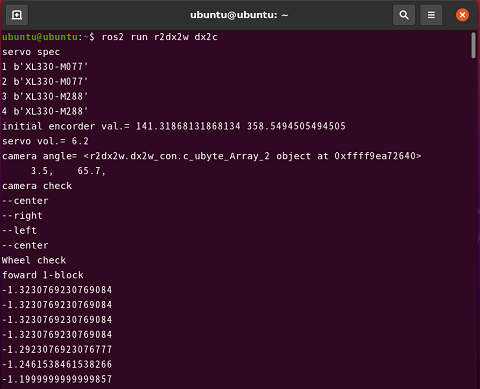 ubuntu@ubuntu: ~
ubuntu@ubuntu:~$ ros2 run r2dx2w dx2c
servo spec
1 b'XL330-M077'
2 b'XL330-M077'
3 b'XL330-M288'
4 b'XL330-M288'
initial encorder val.= 141.31868131868134 358.5494505494505
servo vol.= 6.2
camera angle= <r2dx2w.dx2w_con.c_ubyte_Array_2 object at 0xffff9ea72640>
3.5, 65.7,
camera check
--center
--right
--left
--center
Wheel check
foward 1-block
-1.3230769230769084
-1.3230769230769084
-1.3230769230769084
-1.3230769230769084
-1.2923076923076777
-1.2461538461538266
-1.1999999999999857